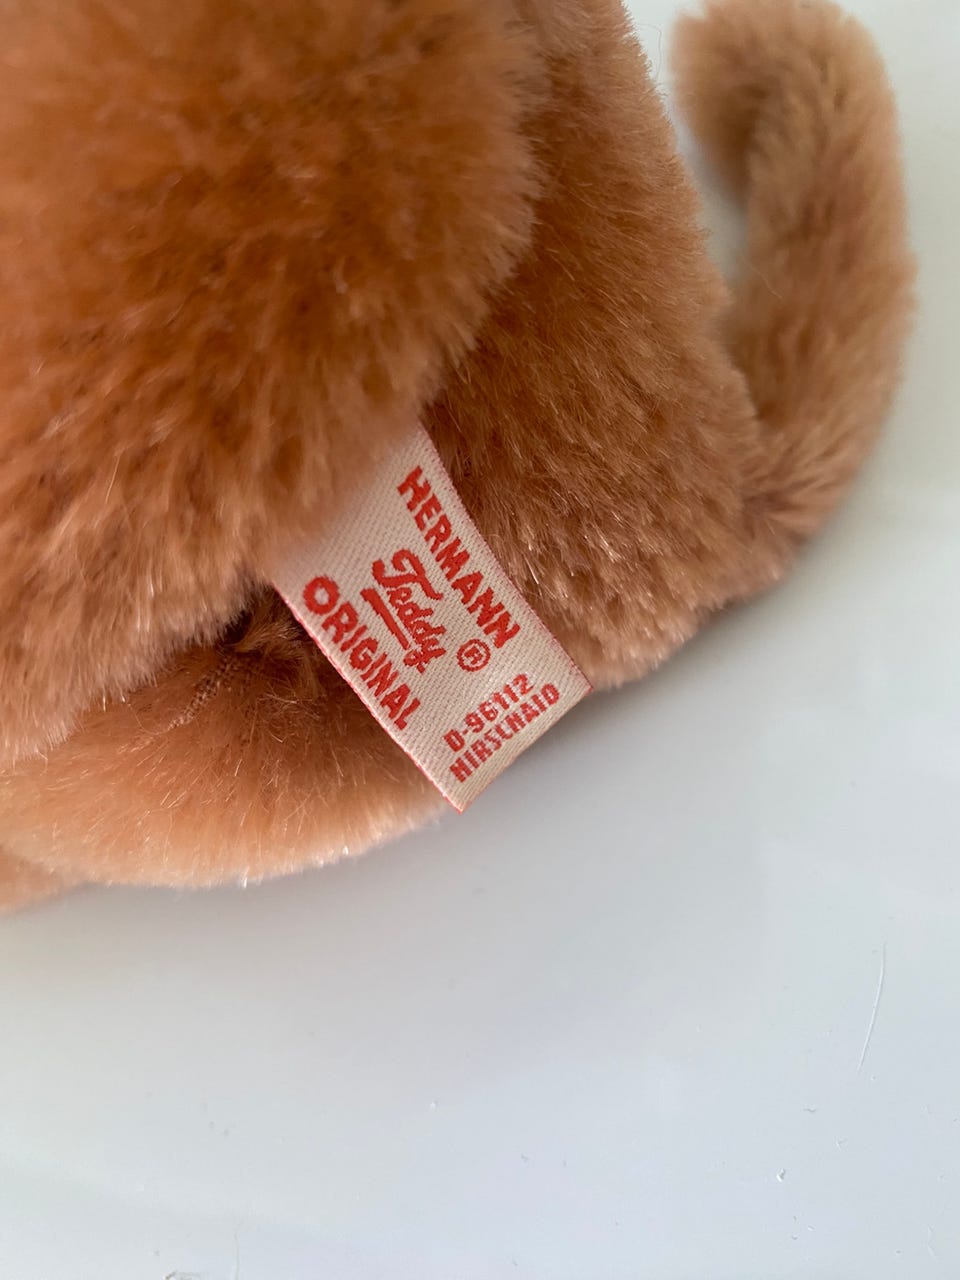 HERMANN
Teddy ®
ORIGINAL
D-96112
HIRSCHAID